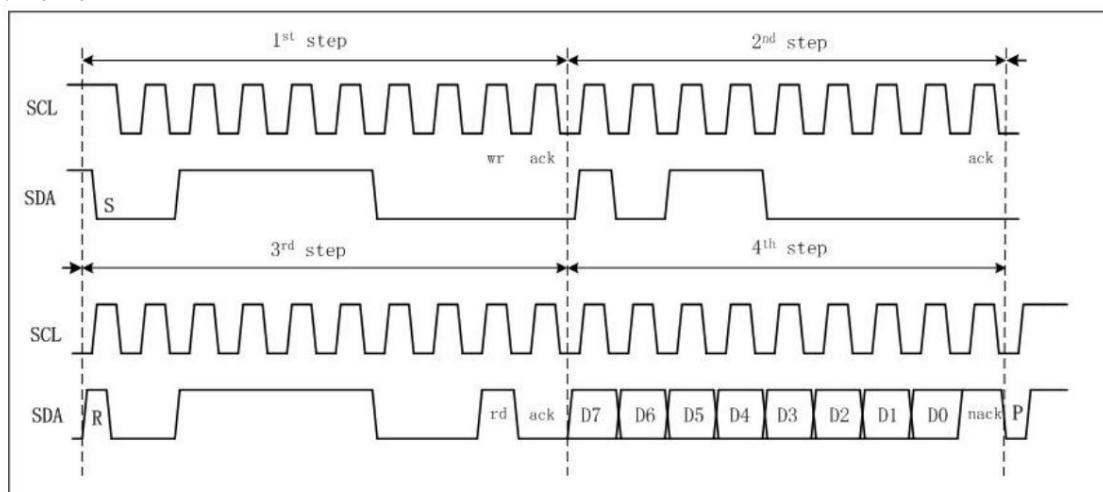 1st step 2nd step
SCL
wr ack ack
SDA
S
3rd step 4th step
SCL
SDA R rd ack D7 D6 D5 D4 D3 D2 D1 D0 nack P